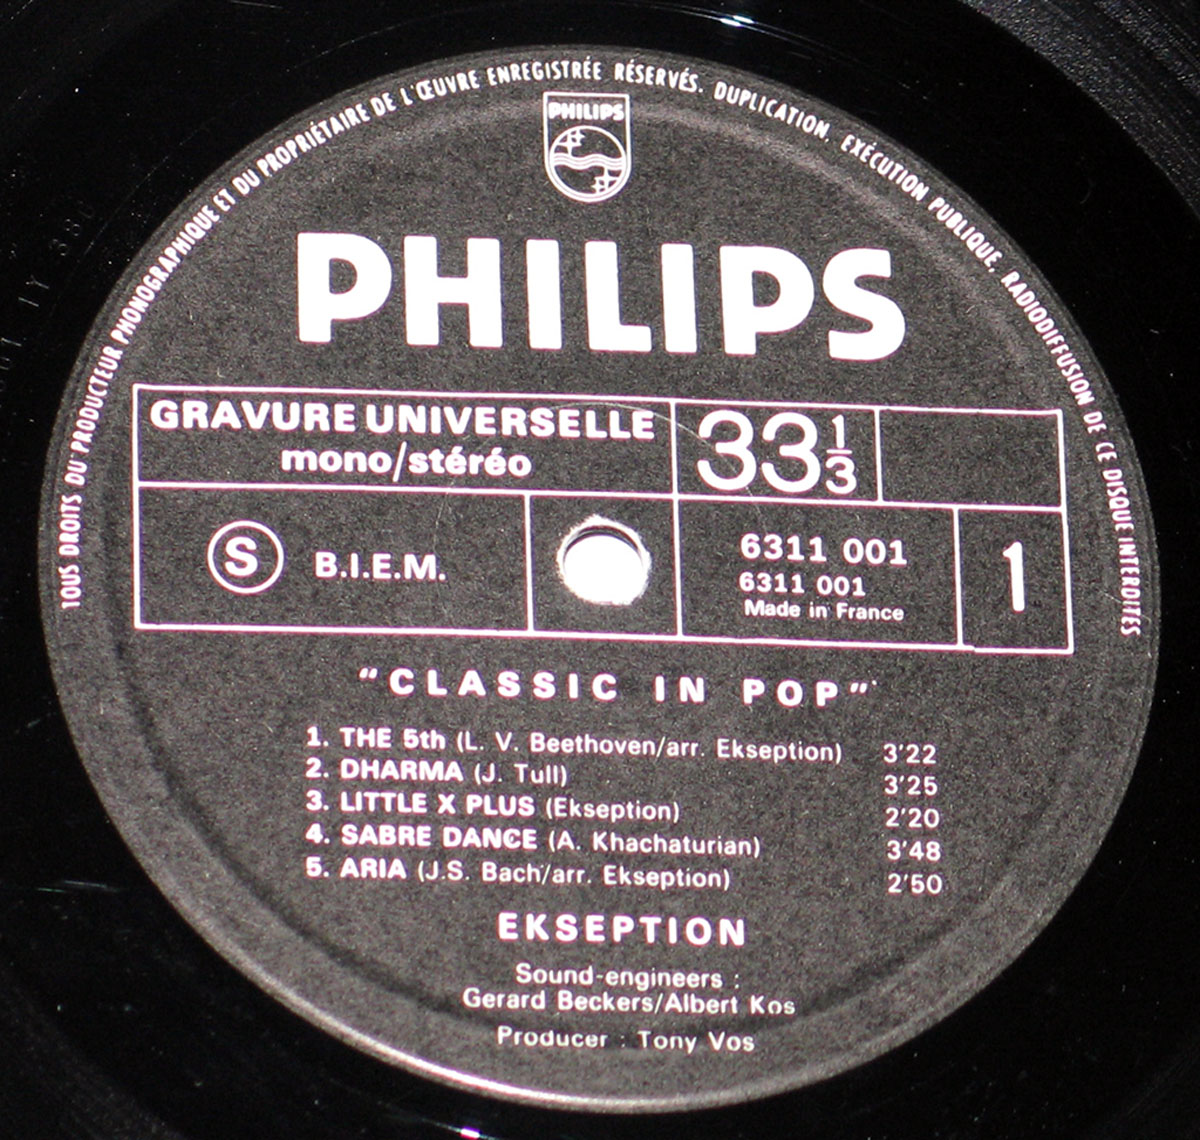 TOUS DROITS DU PRODUCTEUR PHONOGRAPHIQUE ET DU PROPRIÉTAIRE DE L'ŒUVRE ENREGISTRÉE RÉSERVÉS. DUPLICATION, EXÉCUTION PUBLIQUE, RADIODIFFUSION DE CE DISQUE INTERDITES
PHILIPS
PHILIPS
GRAVURE UNIVERSELLE
mono/stéréo
33 1/3
S B.I.E.M.
6311 001
6311 001
Made in France
1
"CLASSIC IN POP"
1. THE 5th (L. V. Beethoven/arr. Ekseption) 3'22
2. DHARMA (J. Tull) 3'25
3. LITTLE X PLUS (Ekseption) 2'20
4. SABRE DANCE (A. Khachaturian) 3'48
5. ARIA (J.S. Bach/arr. Ekseption) 2'50
EKSEPTION
Sound-engineers :
Gerard Beckers/Albert Kos
Producer : Tony Vos